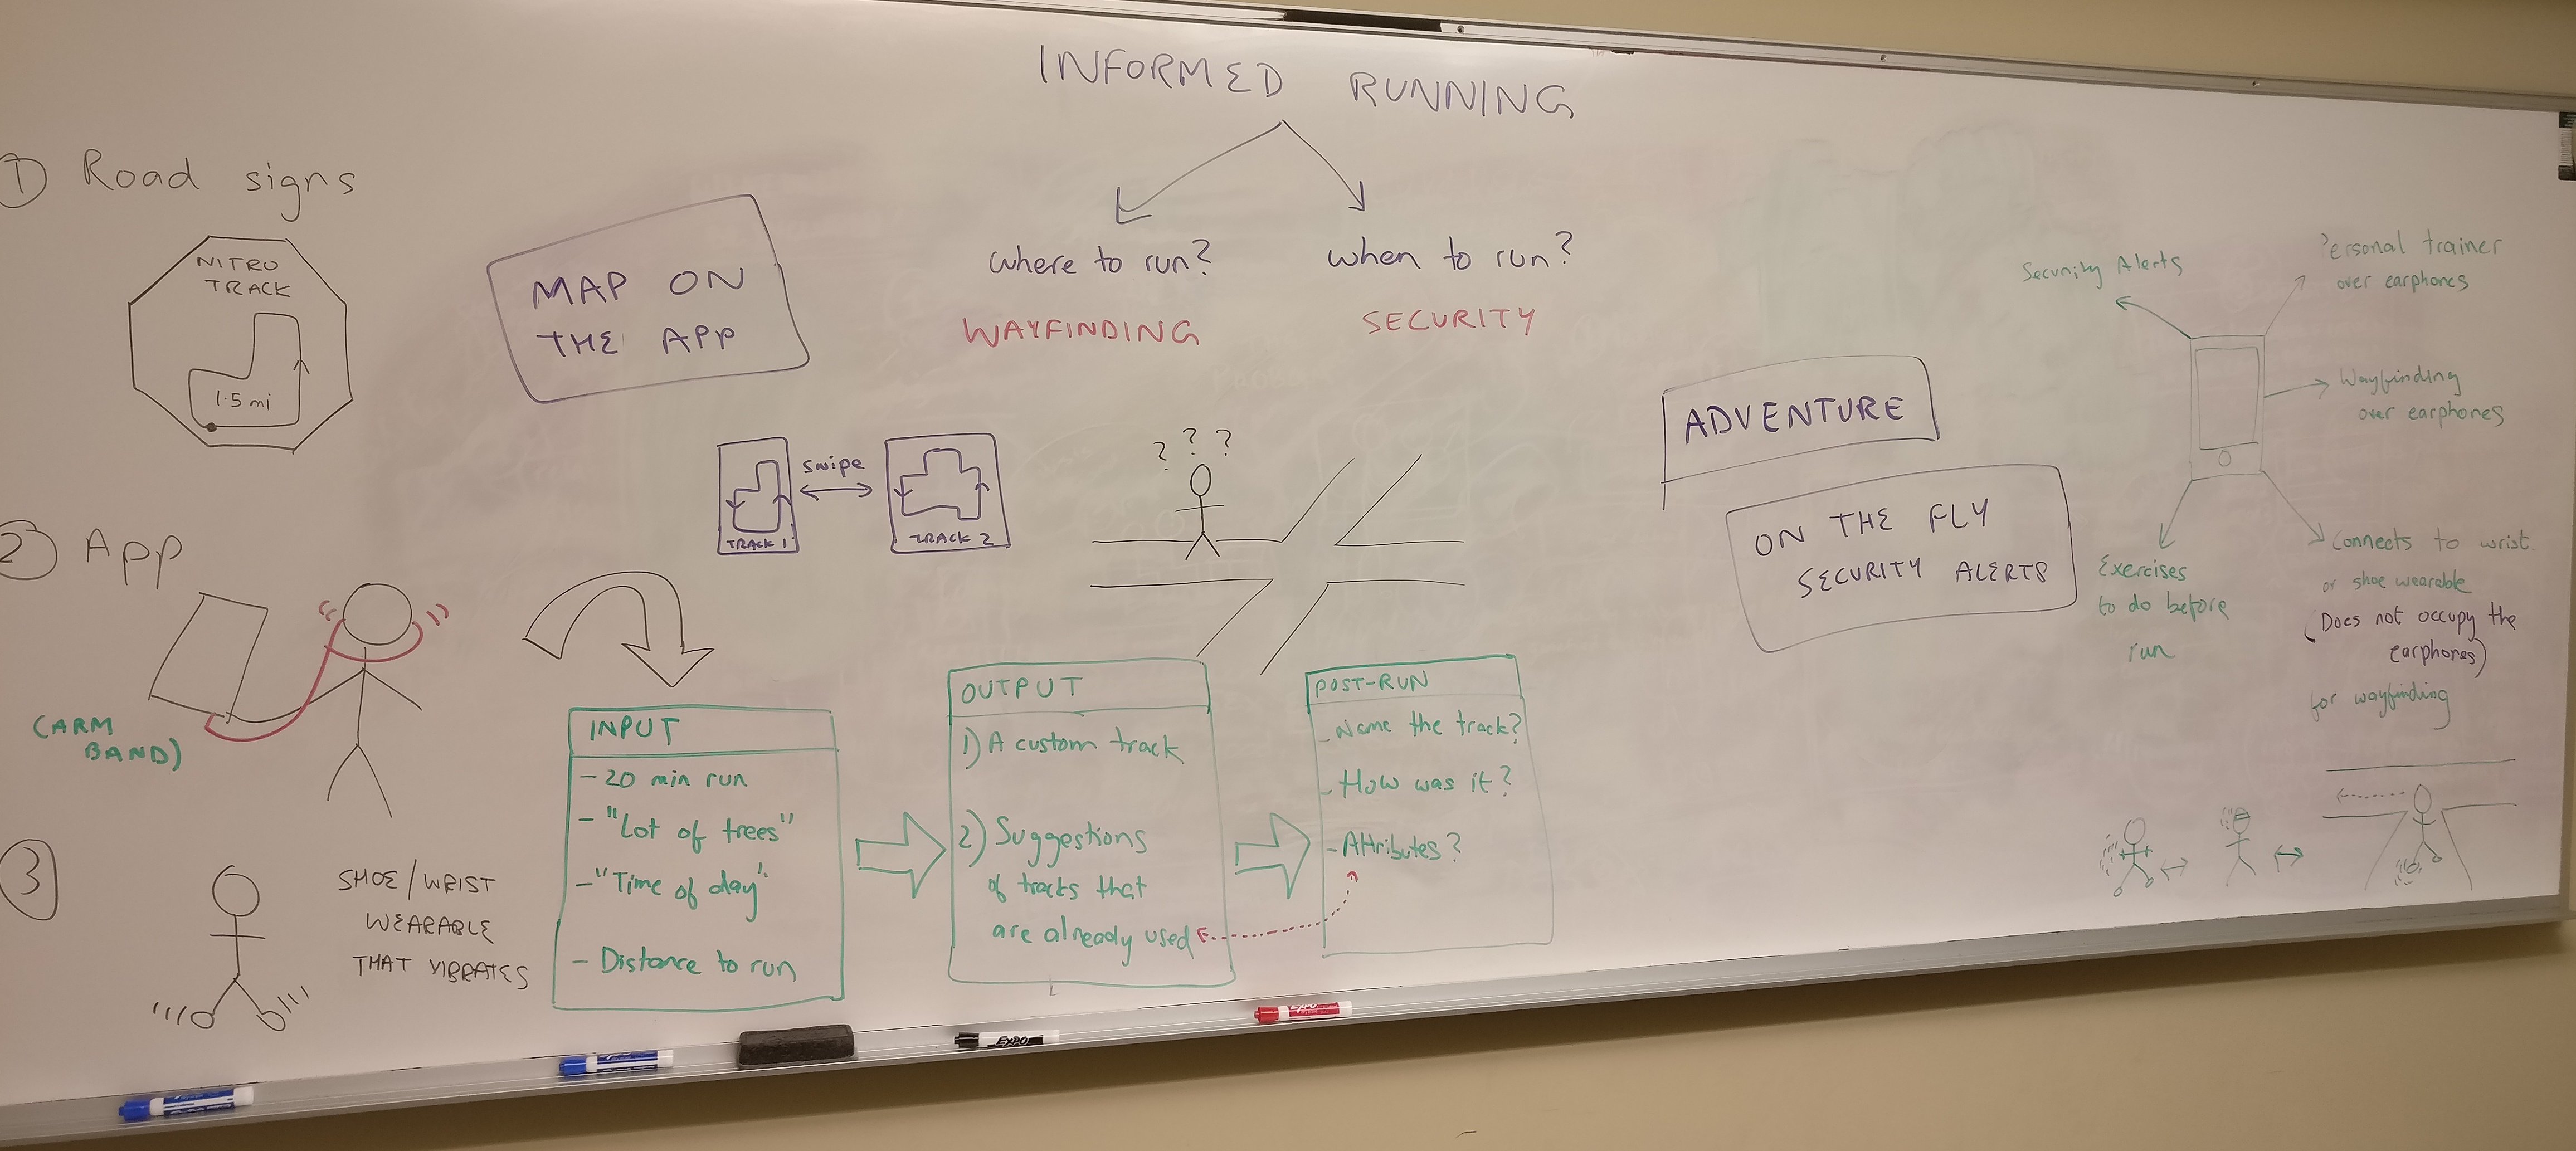 INFORMED RUNNING
where to run?
WAYFINDING
when to run?
SECURITY
1 Road signs
NITRO
TRACK
1.5 mi
MAP ON
THE APP
TRACK 1
swipe
TRACK 2
? ? ?
2 App
(ARM
BAND)
3
SHOE/WRIST
WEARABLE
THAT VIBRATES
INPUT
- 20 min run
- "Lot of trees"
- "Time of day"
- Distance to run
OUTPUT
1) A custom track
2) Suggestions
of tracks that
are already used
POST-RUN
- Name the track?
- How was it?
- Attributes?
ADVENTURE
ON THE FLY
SECURITY ALERTS
Security Alerts
Personal trainer
over earphones
Wayfinding
over earphones
Exercises
to do before
run
Connects to wrist
or shoe wearable
(Does not occupy the
earphones)
for wayfinding
EXPO
EXPO